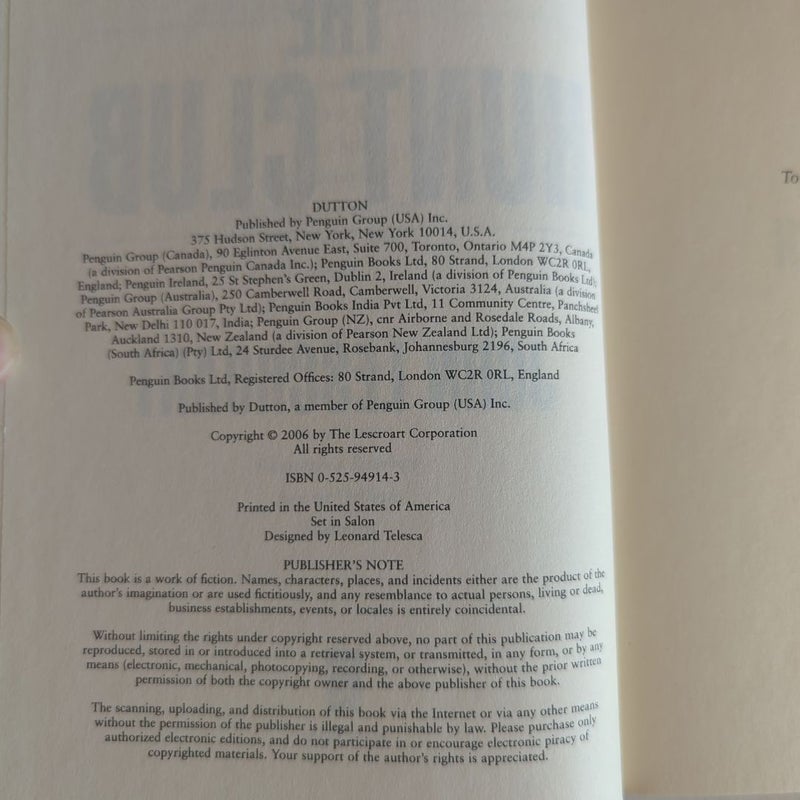 DUTTON
Published by Penguin Group (USA) Inc.
375 Hudson Street, New York, New York 10014, U.S.A.
Penguin Group (Canada), 90 Eglinton Avenue East, Suite 700, Toronto, Ontario M4P 2Y3, Canada
(a division of Pearson Penguin Canada Inc.); Penguin Books Ltd, 80 Strand, London WC2R 0RL,
England; Penguin Ireland, 25 St Stephen's Green, Dublin 2, Ireland (a division of Penguin Books Ltd);
Penguin Group (Australia), 250 Camberwell Road, Camberwell, Victoria 3124, Australia (a division
of Pearson Australia Group Pty Ltd); Penguin Books India Pvt Ltd, 11 Community Centre, Panchsheel
Park, New Delhi 110 017, India; Penguin Group (NZ), cnr Airborne and Rosedale Roads, Albany,
Auckland 1310, New Zealand (a division of Pearson New Zealand Ltd); Penguin Books
(South Africa) (Pty) Ltd, 24 Sturdee Avenue, Rosebank, Johannesburg 2196, South Africa
Penguin Books Ltd, Registered Offices: 80 Strand, London WC2R 0RL, England
Published by Dutton, a member of Penguin Group (USA) Inc.
Copyright © 2006 by The Lescroart Corporation
All rights reserved
ISBN 0-525-94914-3
Printed in the United States of America
Set in Salon
Designed by Leonard Telesca
PUBLISHER'S NOTE
This book is a work of fiction. Names, characters, places, and incidents either are the product of the
author's imagination or are used fictitiously, and any resemblance to actual persons, living or dead,
business establishments, events, or locales is entirely coincidental.
Without limiting the rights under copyright reserved above, no part of this publication may be
reproduced, stored in or introduced into a retrieval system, or transmitted, in any form, or by any
means (electronic, mechanical, photocopying, recording, or otherwise), without the prior written
permission of both the copyright owner and the above publisher of this book.
The scanning, uploading, and distribution of this book via the Internet or via any other means
without the permission of the publisher is illegal and punishable by law. Please purchase only
authorized electronic editions, and do not participate in or encourage electronic piracy of
copyrighted materials. Your support of the author's rights is appreciated.
To